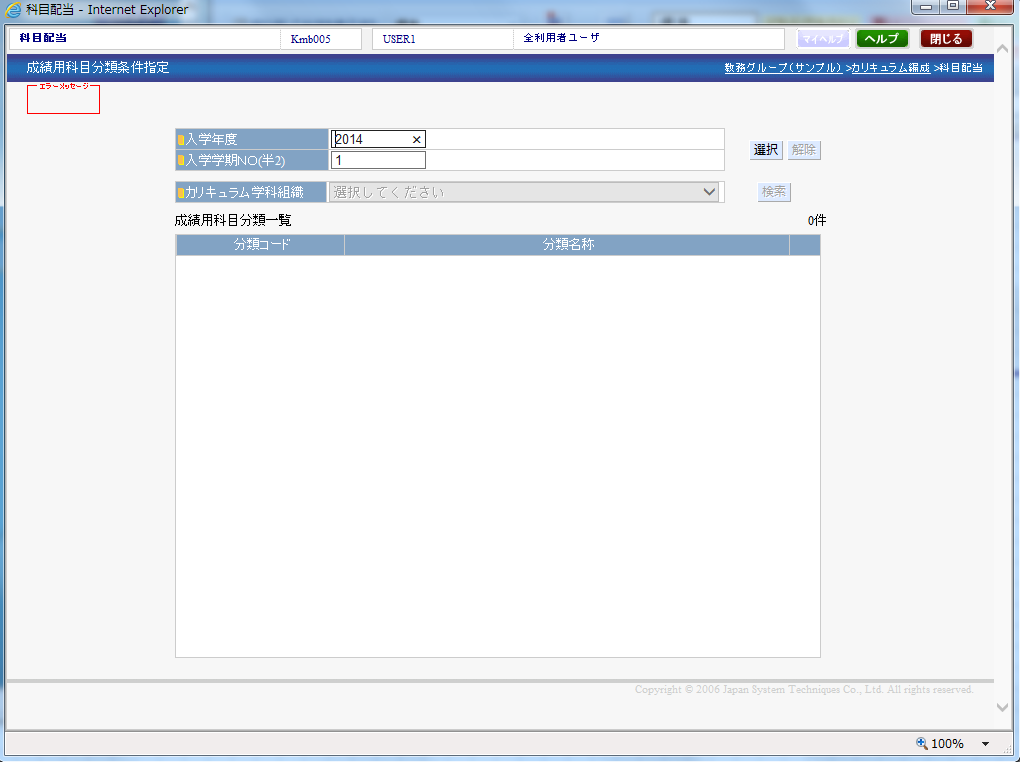 科目配当 - Internet Explorer
科目配当 Kmb005 USER1 全利用者ユーザ マイヘルプ ヘルプ 閉じる
成績用科目分類条件指定 教務グループ(サンプル) >カリキュラム編成 >科目配当
エラーメッセージ
入学年度 2014 × 選択 解除
入学学期NO(半2) 1
カリキュラム学科組織 選択してください 検索
成績用科目分類一覧 0件
分類コード 分類名称
Copyright © 2006 Japan System Techniques Co., Ltd. All rights reserved.
100%